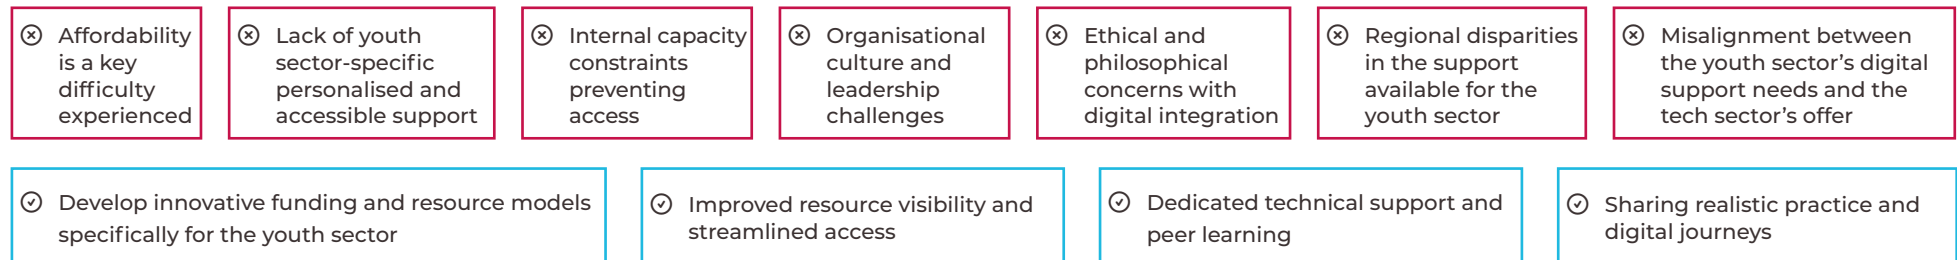 Affordability
is a key
difficulty
experienced
Lack of youth
sector-specific
personalised and
accessible support
Internal capacity
constraints
preventing
access
Organisational
culture and
leadership
challenges
Ethical and
philosophical
concerns with
digital integration
Regional disparities
in the support
available for the
youth sector
Misalignment between
the youth sector’s digital
support needs and the
tech sector’s offer
Develop innovative funding and resource models
specifically for the youth sector
Improved resource visibility and
streamlined access
Dedicated technical support and
peer learning
Sharing realistic practice and
digital journeys